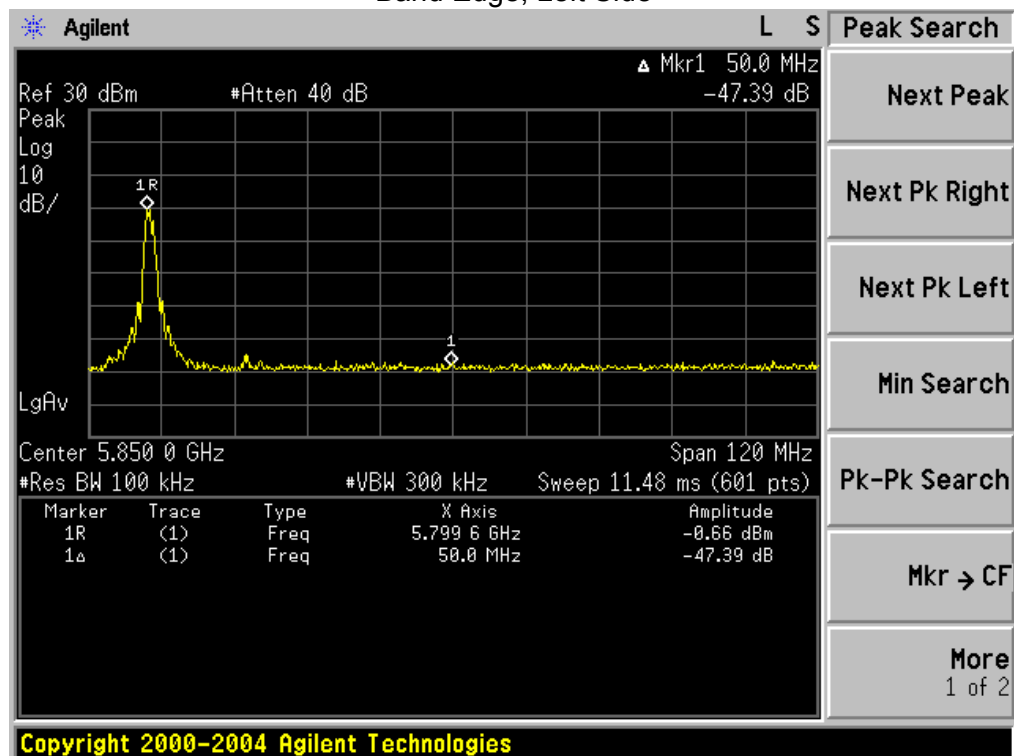 Band Edge, Left Side
Agilent L S
Δ Mkr1 50.0 MHz
Ref 30 dBm #Atten 40 dB -47.39 dB
Peak
Log
10
dB/
1R
1
LgAv
Center 5.850 0 GHz Span 120 MHz
#Res BW 100 kHz #VBW 300 kHz Sweep 11.48 ms (601 pts)
Marker Trace Type X Axis Amplitude
1R (1) Freq 5.799 6 GHz -0.66 dBm
1Δ (1) Freq 50.0 MHz -47.39 dB
Peak Search
Next Peak
Next Pk Right
Next Pk Left
Min Search
Pk-Pk Search
Mkr → CF
More
1 of 2
Copyright 2000-2004 Agilent Technologies